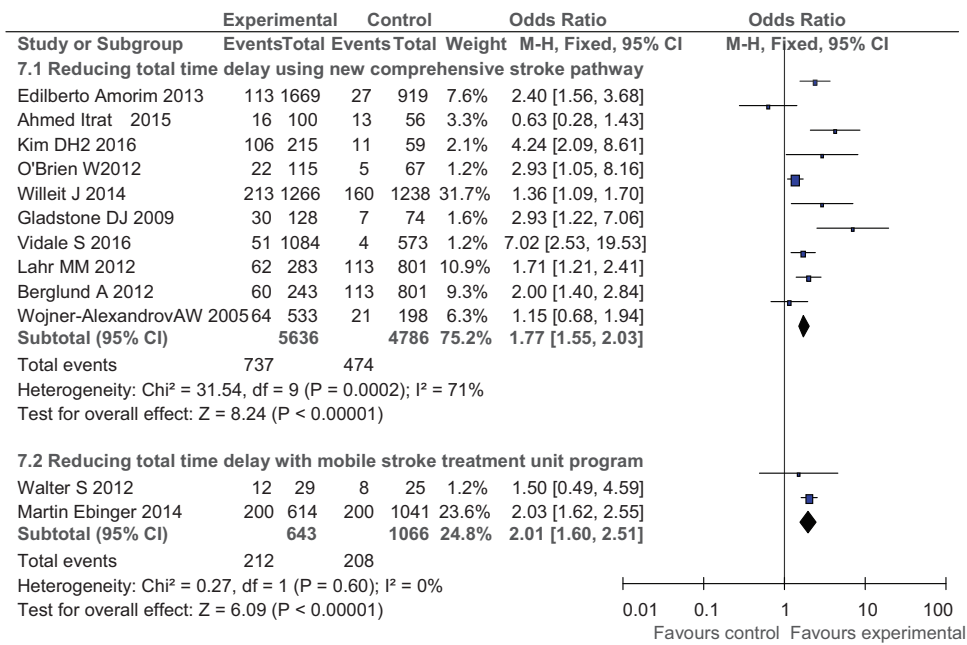 Experimental Control Odds Ratio Odds Ratio
Study or Subgroup EventsTotal Events Total Weight M-H, Fixed, 95% CI M-H, Fixed, 95% CI
7.1 Reducing total time delay using new comprehensive stroke pathway
Edilberto Amorim 2013 113 1669 27 919 7.6% 2.40 [1.56, 3.68]
Ahmed Itrat 2015 16 100 13 56 3.3% 0.63 [0.28, 1.43]
Kim DH2 2016 106 215 11 59 2.1% 4.24 [2.09, 8.61]
O'Brien W2012 22 115 5 67 1.2% 2.93 [1.05, 8.16]
Willeit J 2014 213 1266 160 1238 31.7% 1.36 [1.09, 1.70]
Gladstone DJ 2009 30 128 7 74 1.6% 2.93 [1.22, 7.06]
Vidale S 2016 51 1084 4 573 1.2% 7.02 [2.53, 19.53]
Lahr MM 2012 62 283 113 801 10.9% 1.71 [1.21, 2.41]
Berglund A 2012 60 243 113 801 9.3% 2.00 [1.40, 2.84]
Wojner-AlexandrovAW 2005 64 533 21 198 6.3% 1.15 [0.68, 1.94]
Subtotal (95% CI) 5636 4786 75.2% 1.77 [1.55, 2.03]
Total events 737 474
Heterogeneity: Chi² = 31.54, df = 9 (P = 0.0002); I² = 71%
Test for overall effect: Z = 8.24 (P < 0.00001)
7.2 Reducing total time delay with mobile stroke treatment unit program
Walter S 2012 12 29 8 25 1.2% 1.50 [0.49, 4.59]
Martin Ebinger 2014 200 614 200 1041 23.6% 2.03 [1.62, 2.55]
Subtotal (95% CI) 643 1066 24.8% 2.01 [1.60, 2.51]
Total events 212 208
Heterogeneity: Chi² = 0.27, df = 1 (P = 0.60); I² = 0%
Test for overall effect: Z = 6.09 (P < 0.00001)
0.01 0.1 1 10 100
Favours control Favours experimental